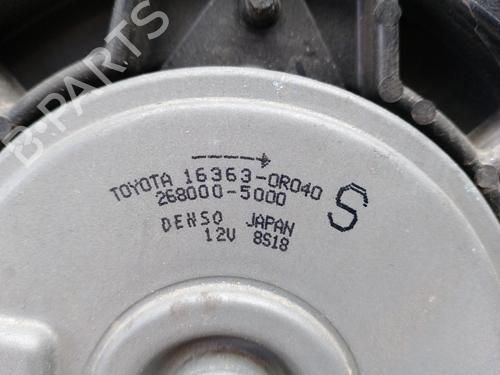 TOYOTA 16363-0R040
268000-5000
S
DENSO JAPAN
12V 8S18
B-PARTS